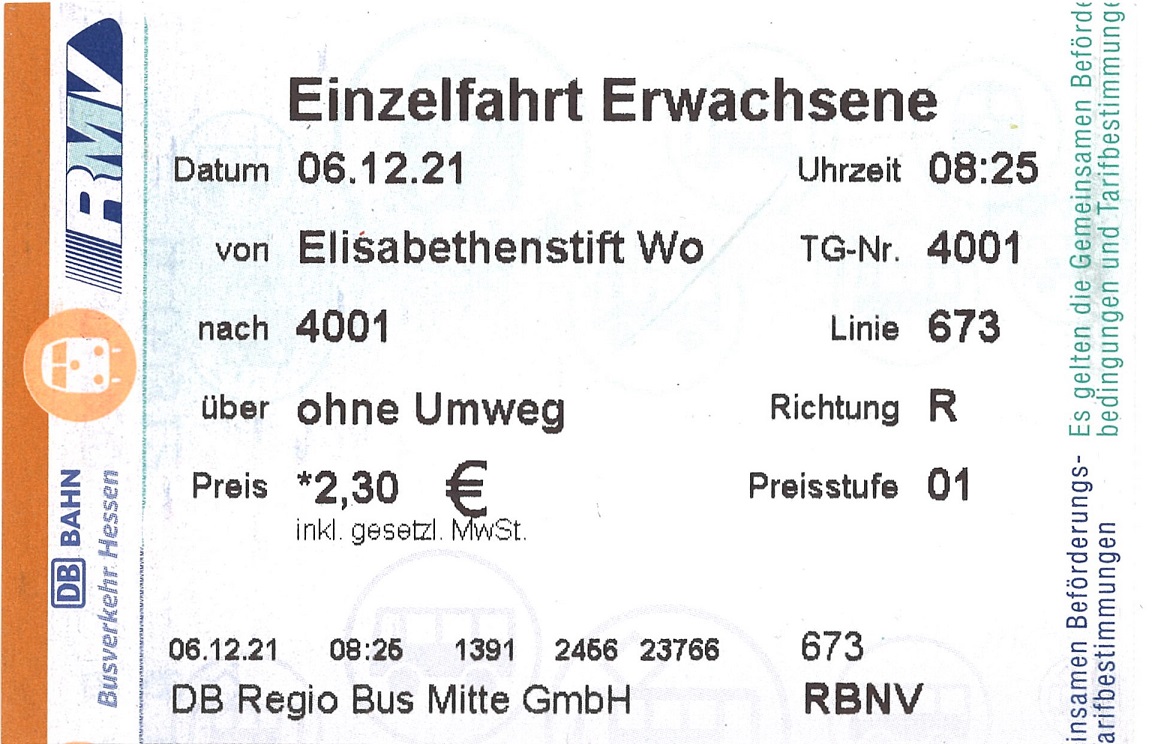 RMV
DB BAHN
Busverkehr Hessen
Einzelfahrt Erwachsene
Datum 06.12.21 Uhrzeit 08:25
von Elisabethenstift Wo TG-Nr. 4001
nach 4001 Linie 673
über ohne Umweg Richtung R
Preis *2,30 € Preisstufe 01
inkl. gesetzl. MwSt.
06.12.21 08:25 1391 2466 23766 673
DB Regio Bus Mitte GmbH RBNV
Es gelten die Gemeinsamen Beförde
bedingungen und Tarifbestimmunge
insamen Beförderungs-
arifbestimmungen